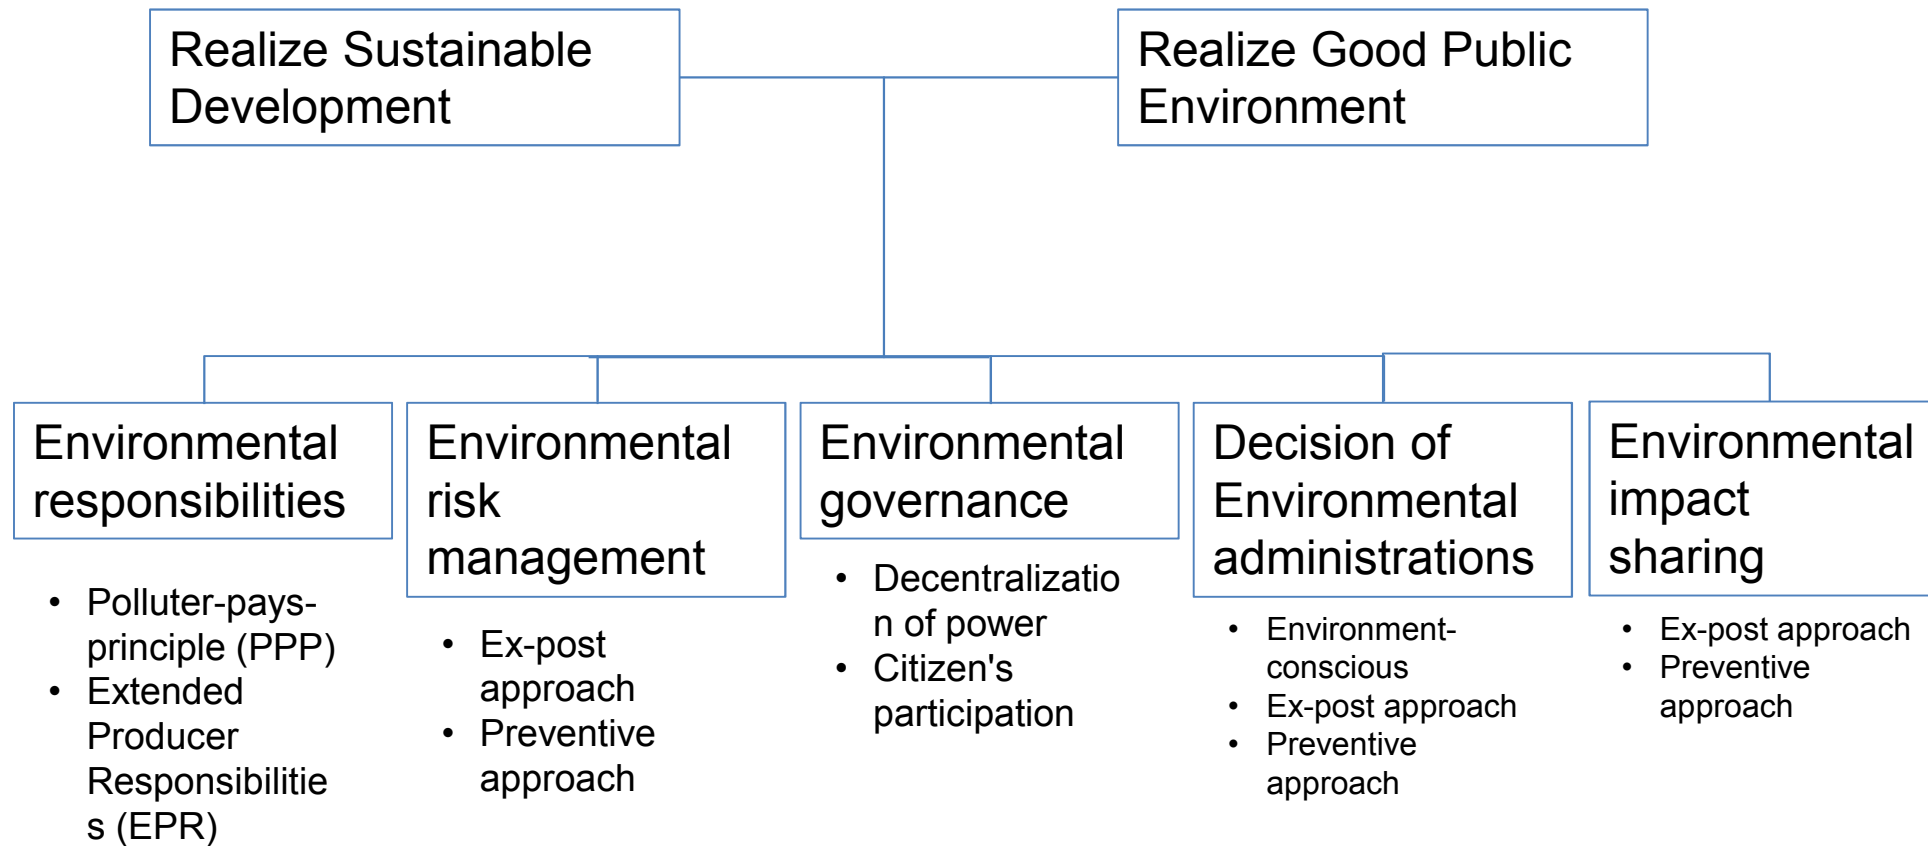 Realize Sustainable
Development
Realize Good Public
Environment
Environmental
responsibilities
• Polluter-pays-
principle (PPP)
• Extended
Producer
Responsibilitie
s (EPR)
Environmental
risk
management
• Ex-post
approach
• Preventive
approach
Environmental
governance
• Decentralizatio
n of power
• Citizen's
participation
Decision of
Environmental
administrations
• Environment-
conscious
• Ex-post approach
• Preventive
approach
Environmental
impact
sharing
• Ex-post approach
• Preventive
approach